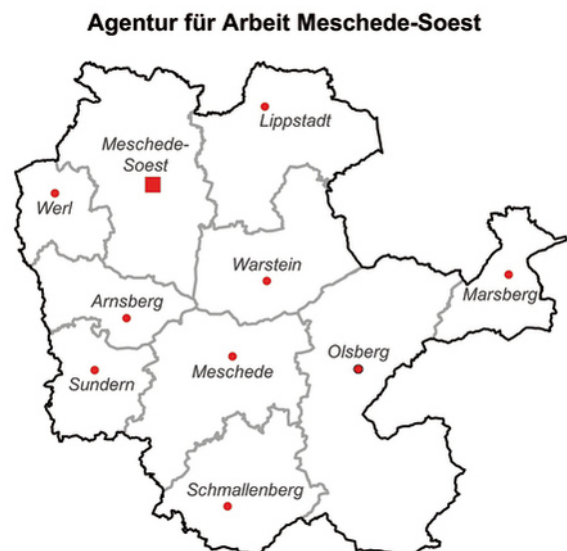 Agentur für Arbeit Meschede-Soest
Lippstadt
Meschede-
Soest
Werl
Warstein
Arnsberg
Marsberg
Olsberg
Meschede
Sundern
Schmallenberg